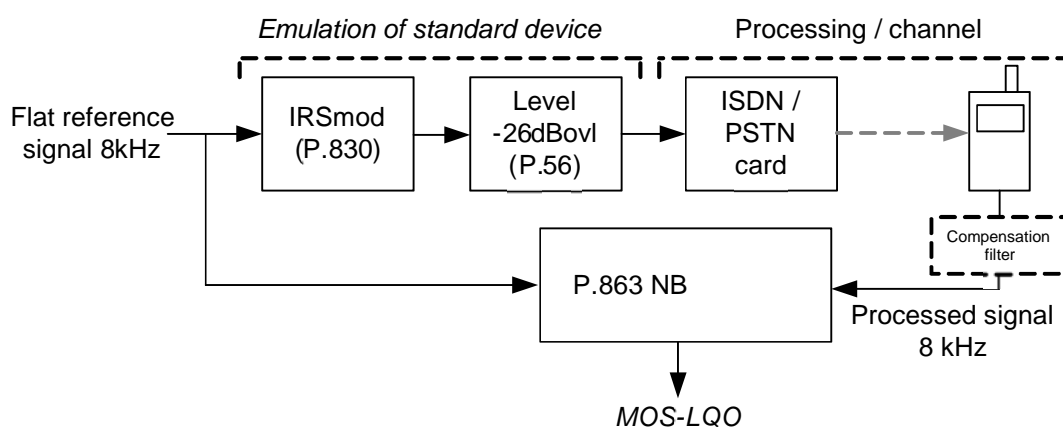 Emulation of standard device
Processing / channel
Flat reference
signal 8kHz
IRSmod
(P.830)
Level
-26dBovl
(P.56)
ISDN /
PSTN
card
Compensation
filter
P.863 NB
Processed signal
8 kHz
MOS-LQO